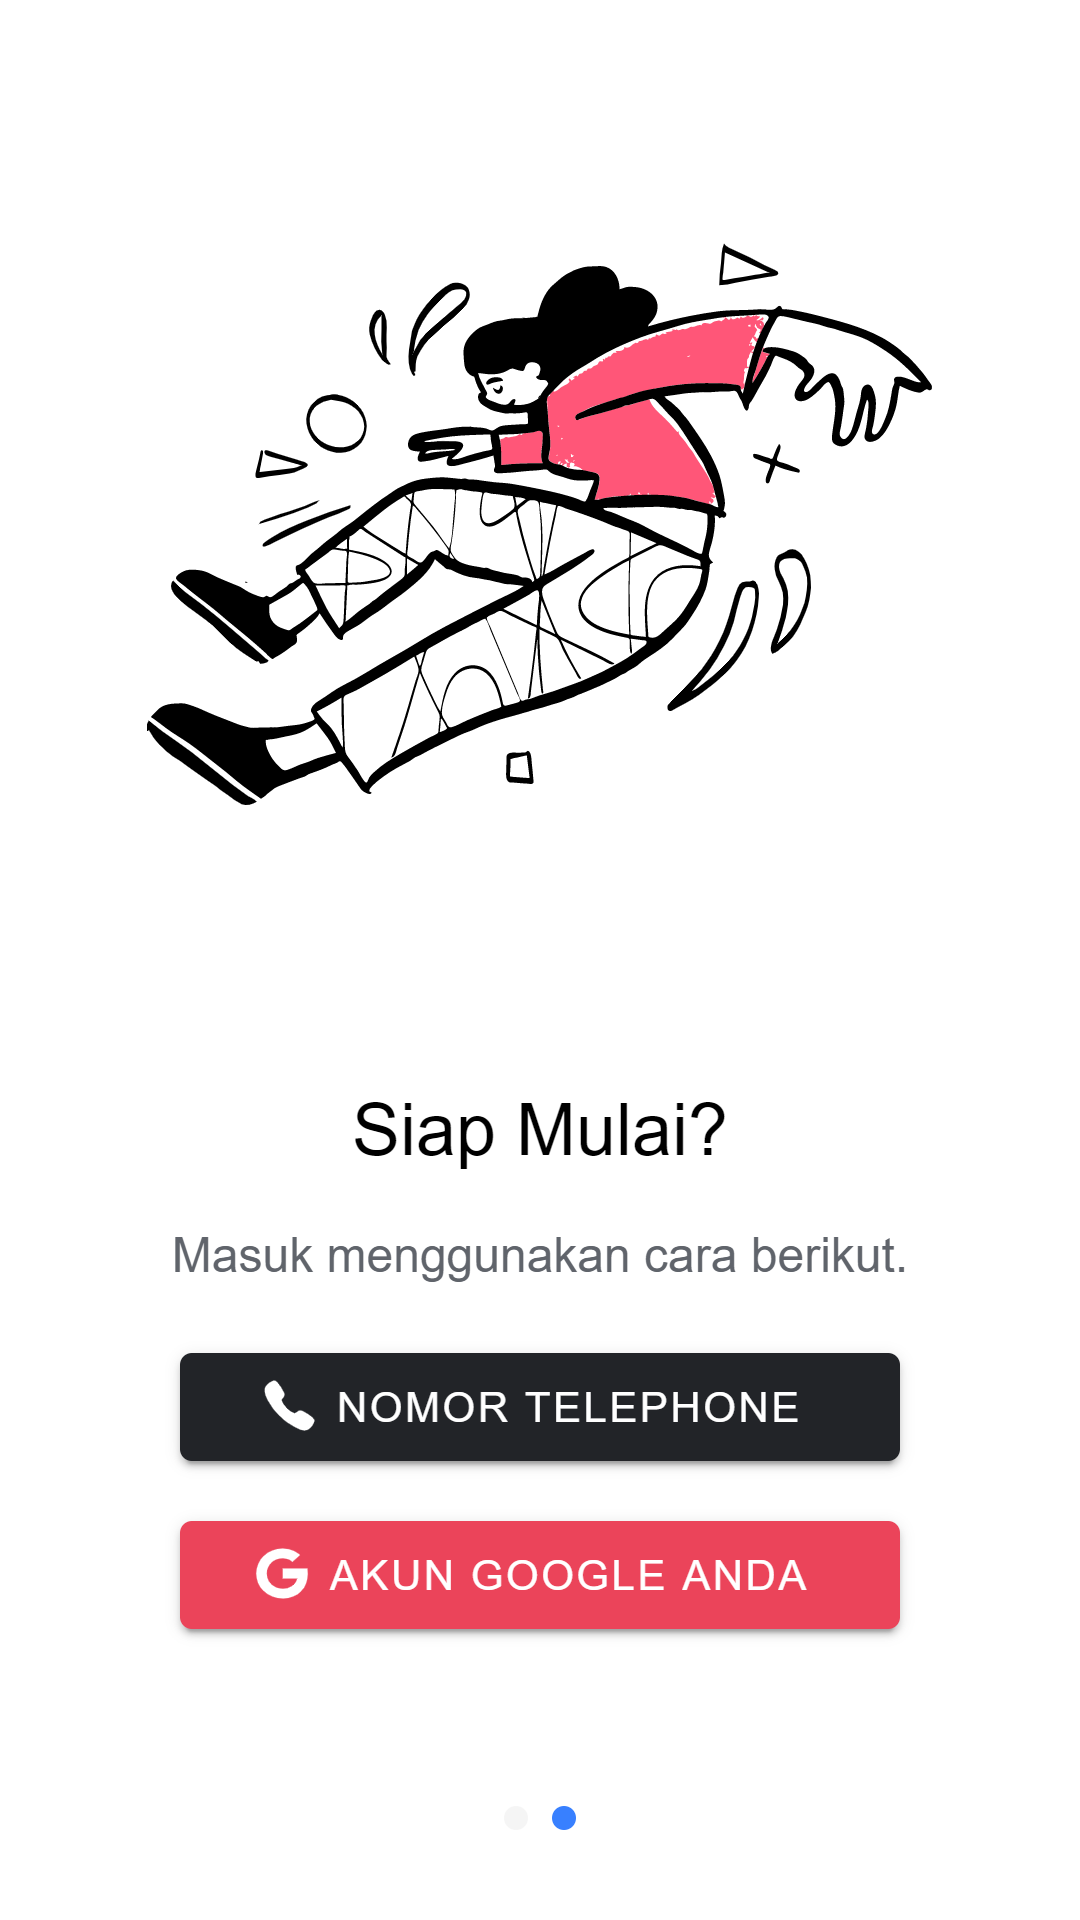 Siap Mulai?
Masuk menggunakan cara berikut.
NOMOR TELEPHONE
AKUN GOOGLE ANDA